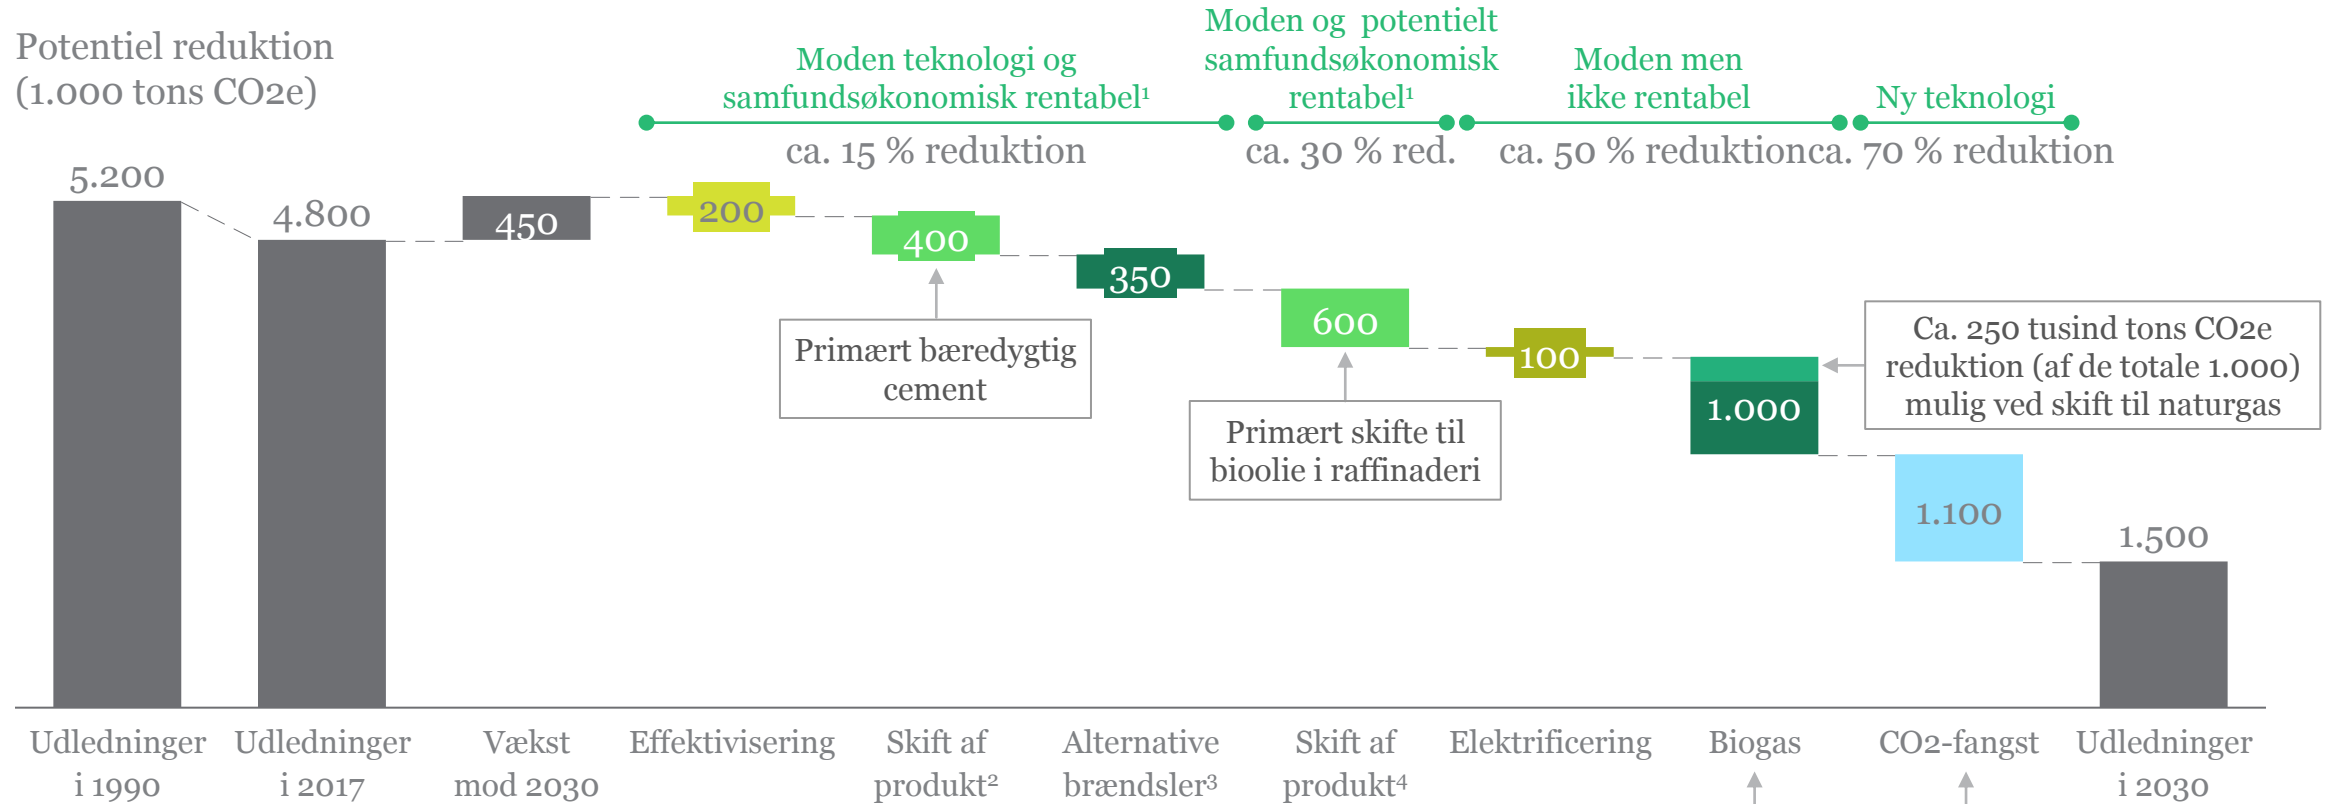 Potentiel reduktion
(1.000 tons CO2e)
Moden teknologi og
samfundsøkonomisk rentabel¹
ca. 15 % reduktion
Moden og potentielt
samfundsøkonomisk
rentabel¹
ca. 30 % red.
Moden men
ikke rentabel
ca. 50 % reduktion
Ny teknologi
ca. 70 % reduktion
5.200
4.800
450
200
400
350
600
100
1.000
1.100
1.500
Primært bæredygtig
cement
Primært skifte til
bioolie i raffinaderi
Ca. 250 tusind tons CO2e
reduktion (af de totale 1.000)
mulig ved skift til naturgas
Udledninger
i 1990
Udledninger
i 2017
Vækst
mod 2030
Effektivisering
Skift af
produkt²
Alternative
brændsler³
Skift af
produkt⁴
Elektrificering
Biogas
CO2-fangst
Udledninger
i 2030